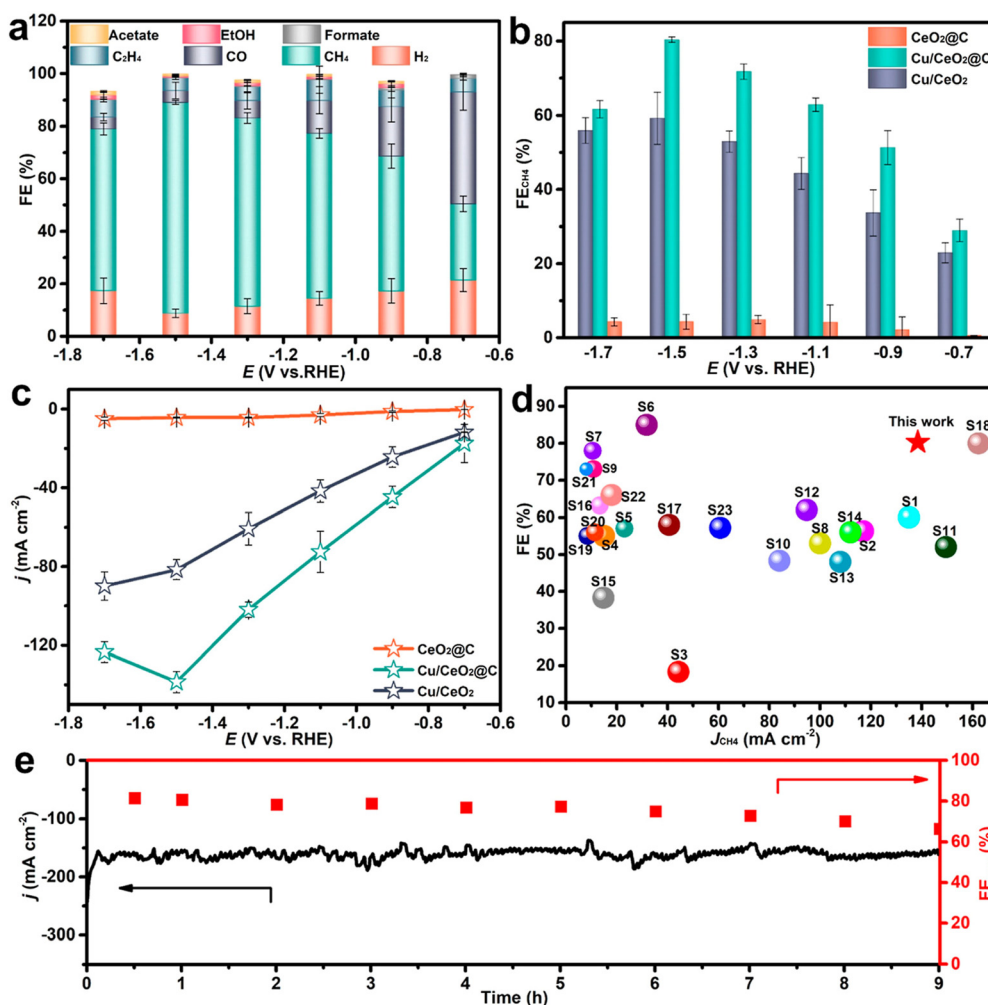 a
Acetate EtOH Formate
C₂H₄ CO CH₄ H₂
FE (%)
120
100
80
60
40
20
0
-1.8 -1.6 -1.4 -1.2 -1.0 -0.8 -0.6
E (V vs.RHE)
b
CeO₂@C
Cu/CeO₂@C
Cu/CeO₂
FE_CH4 (%)
80
60
40
20
0
-1.7 -1.5 -1.3 -1.1 -0.9 -0.7
E (V vs. RHE)
c
j (mA cm⁻²)
0
-40
-80
-120
CeO₂@C
Cu/CeO₂@C
Cu/CeO₂
-1.8 -1.6 -1.4 -1.2 -1.0 -0.8 -0.6
E (V vs. RHE)
d
FE (%)
90
80
70
60
50
40
30
20
10
S6
This work
S18
S7
S9
S21
S22
S16
S12
S1
S20
S5
S17
S23
S14
S19
S4
S8
S2
S11
S10
S13
S15
S3
0 20 40 60 80 100 120 140 160
J_CH4 (mA cm⁻²)
e
j (mA cm⁻²)
0
-100
-200
-300
100
80
60
40
20
0
FE (%)
0 1 2 3 4 5 6 7 8 9
Time (h)